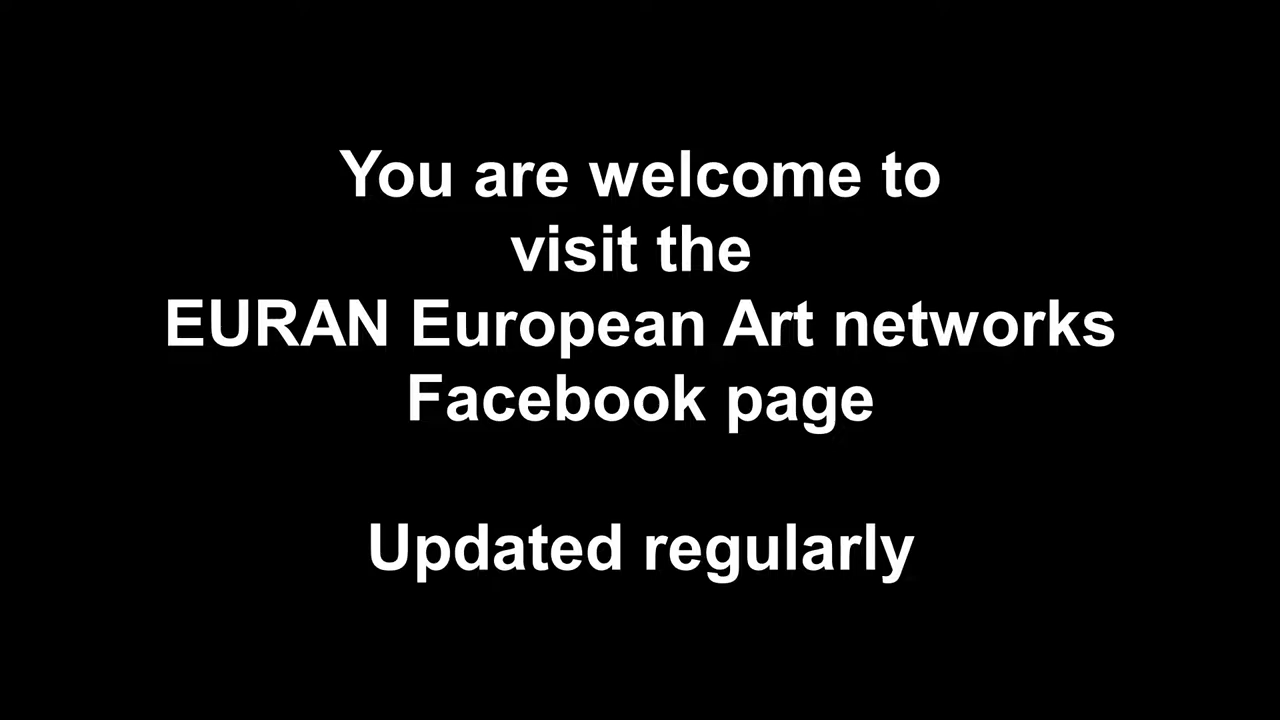 You are welcome to
visit the
EURAN European Art networks
Facebook page
Updated regularly